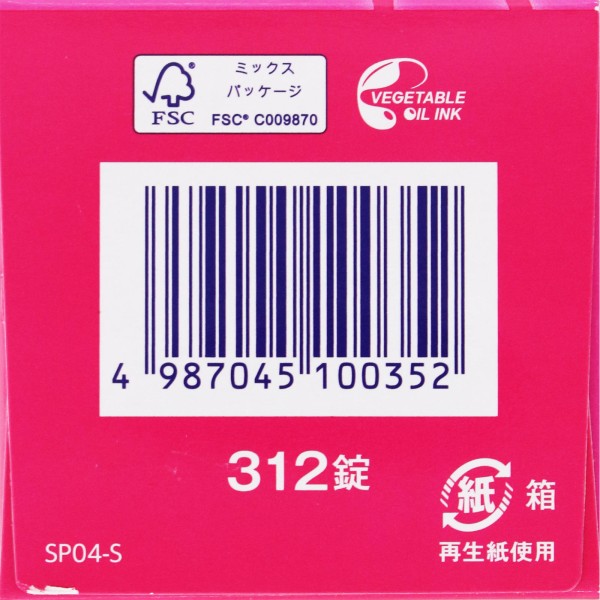 FSC
ミックス
パッケージ
FSC® C009870
VEGETABLE
OIL INK
4 987045 100352
312錠
紙 箱
再生紙使用
SP04-S